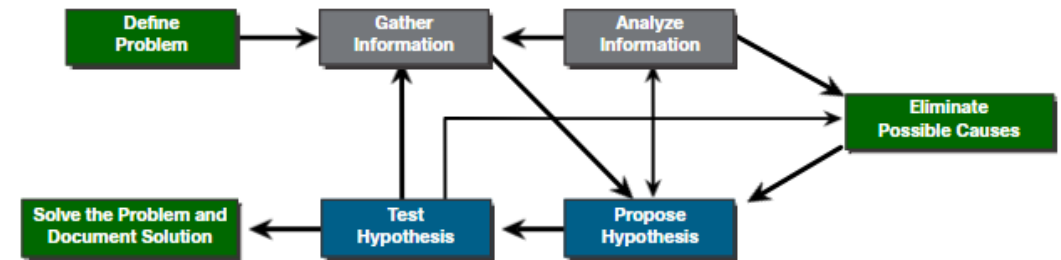 Define
Problem
Gather
Information
Analyze
Information
Eliminate
Possible Causes
Solve the Problem and
Document Solution
Test
Hypothesis
Propose
Hypothesis